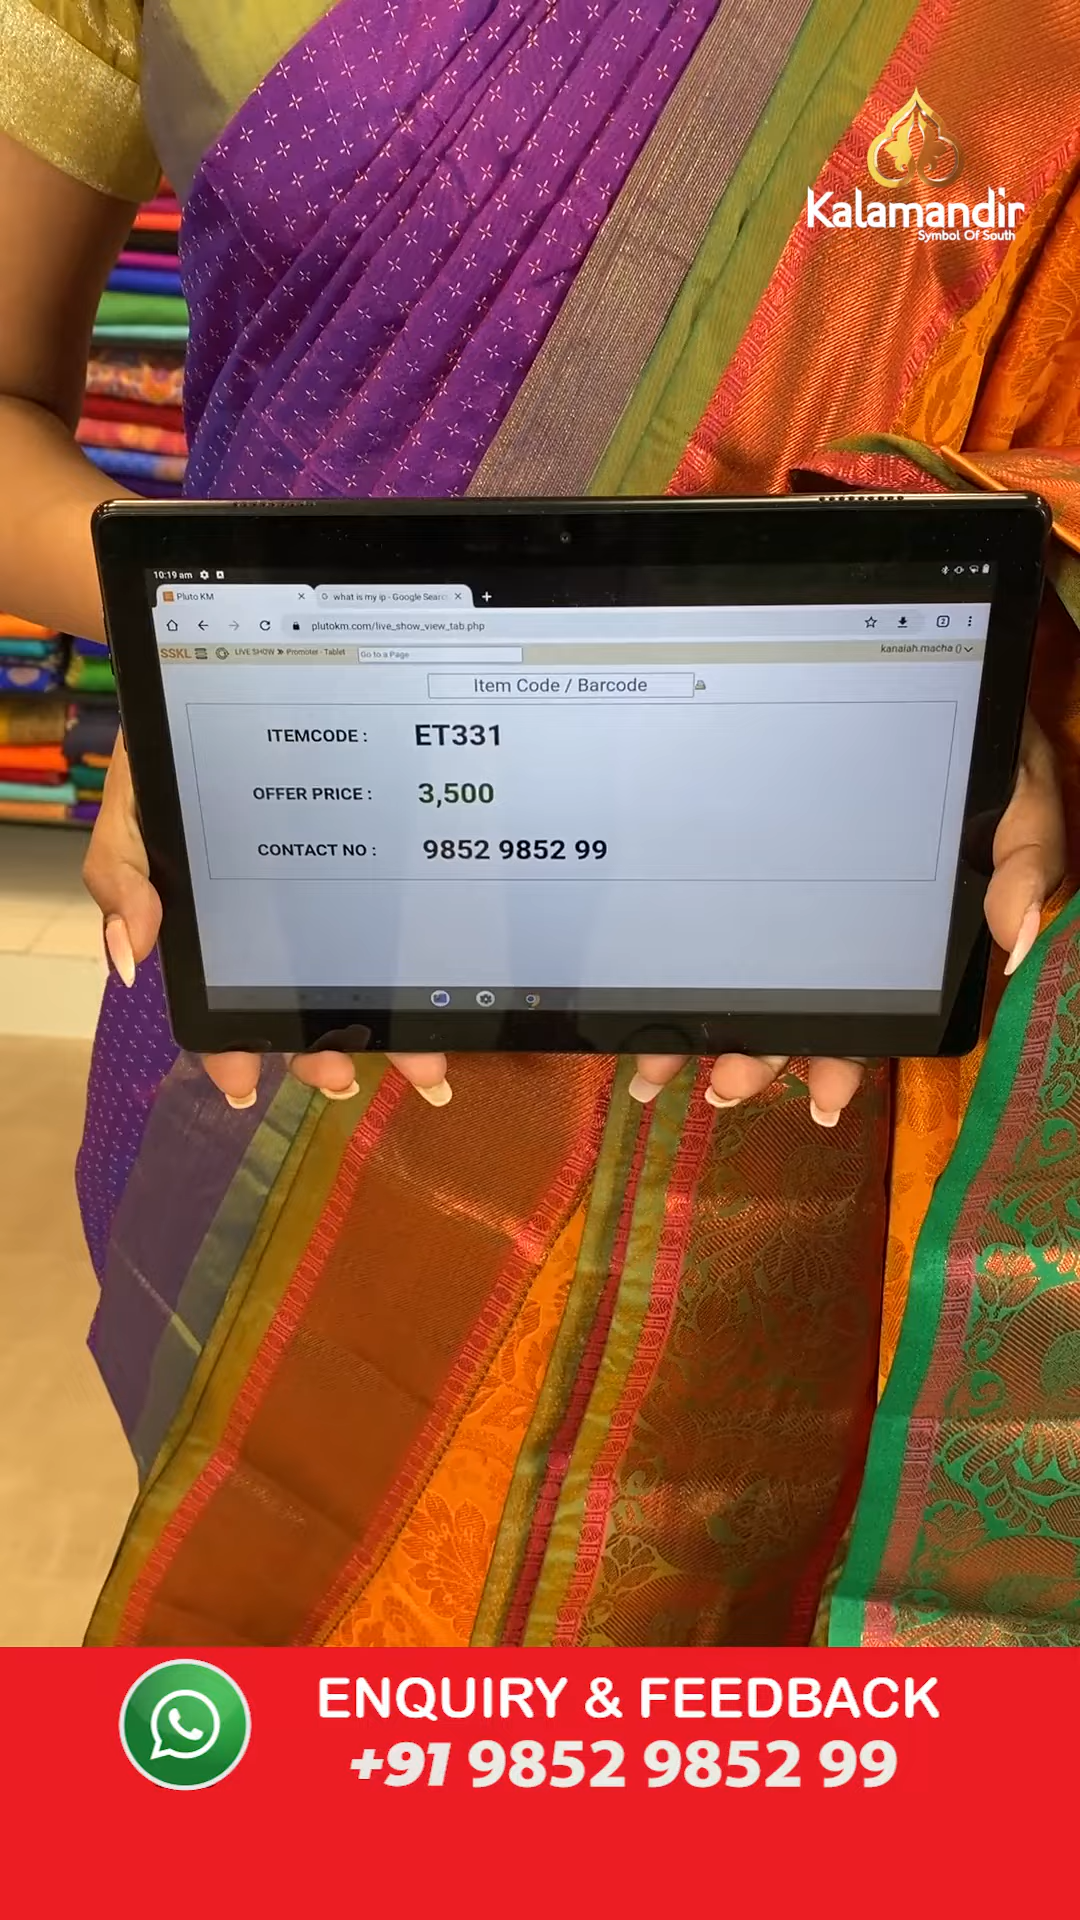 Kalamandir
Symbol Of South
10:19 am
Pluto KM
what is my ip - Google Searc
plutokm.com/live_show_view_tab.php
SSKL LIVE SHOW Promoter - Tablet Go to a Page kanaiah.macha ()
Item Code / Barcode
ITEMCODE : ET331
OFFER PRICE : 3,500
CONTACT NO : 9852 9852 99
ENQUIRY & FEEDBACK
+91 9852 9852 99